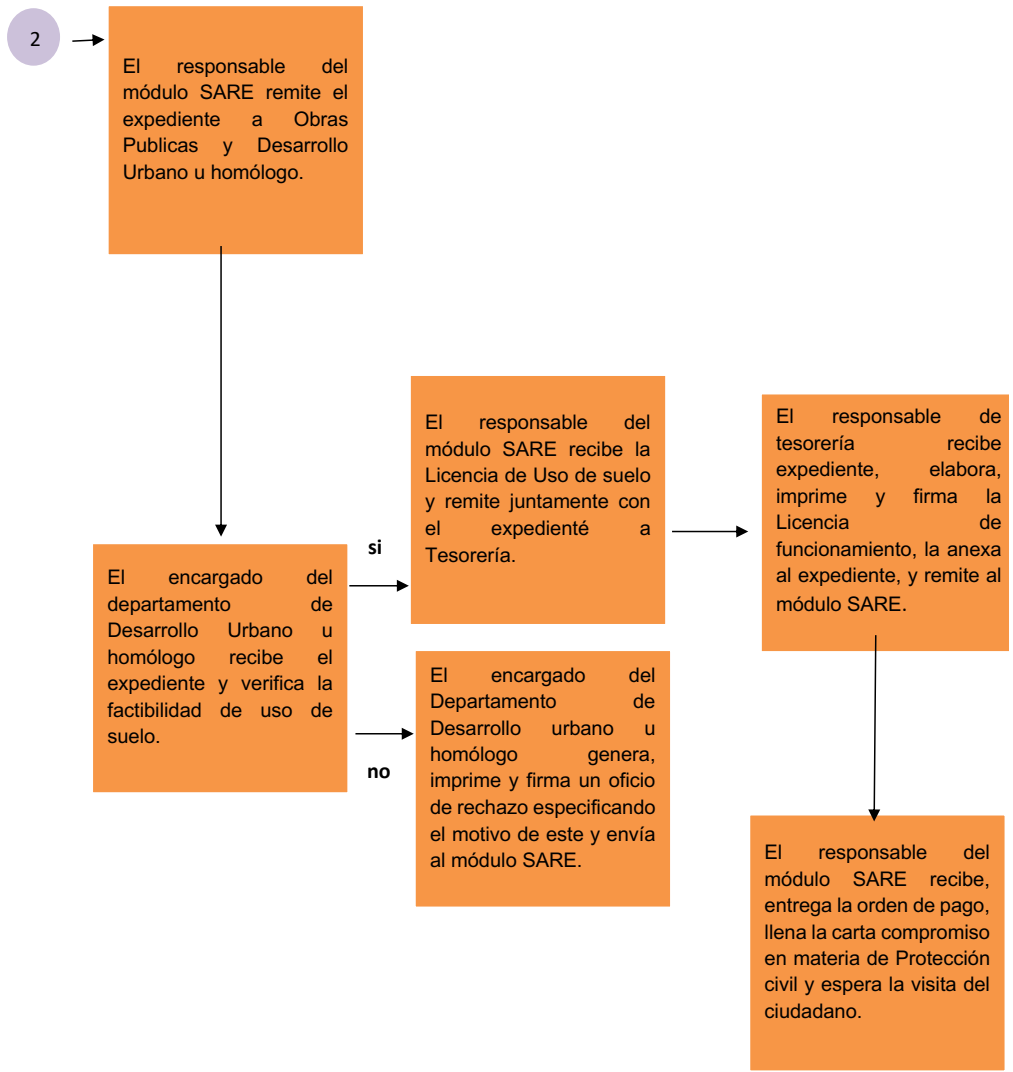 2
El responsable del
módulo SARE remite el
expediente a Obras
Publicas y Desarrollo
Urbano u homólogo.
El encargado del
departamento de
Desarrollo Urbano u
homólogo recibe el
expediente y verifica la
factibilidad de uso de
suelo.
si
El responsable del
módulo SARE recibe la
Licencia de Uso de suelo
y remite juntamente con
el expedienté a
Tesorería.
no
El encargado del
Departamento de
Desarrollo urbano u
homólogo genera,
imprime y firma un oficio
de rechazo especificando
el motivo de este y envía
al módulo SARE.
El responsable de
tesorería recibe
expediente, elabora,
imprime y firma la
Licencia de
funcionamiento, la anexa
al expediente, y remite al
módulo SARE.
El responsable del
módulo SARE recibe,
entrega la orden de pago,
llena la carta compromiso
en materia de Protección
civil y espera la visita del
ciudadano.